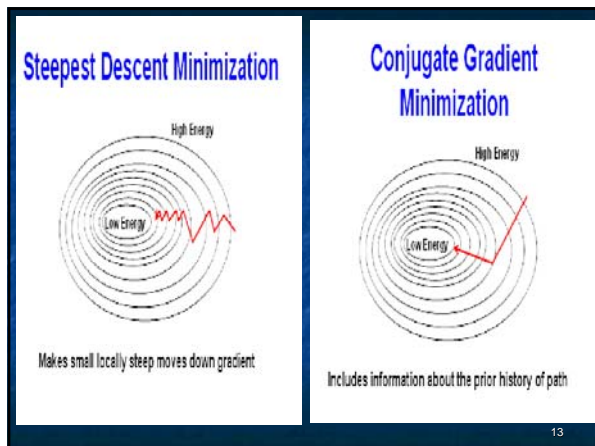 Steepest Descent Minimization
High Energy
Low Energy
Makes small locally steep moves down gradient
Conjugate Gradient
Minimization
High Energy
Low Energy
Includes information about the prior history of path
13